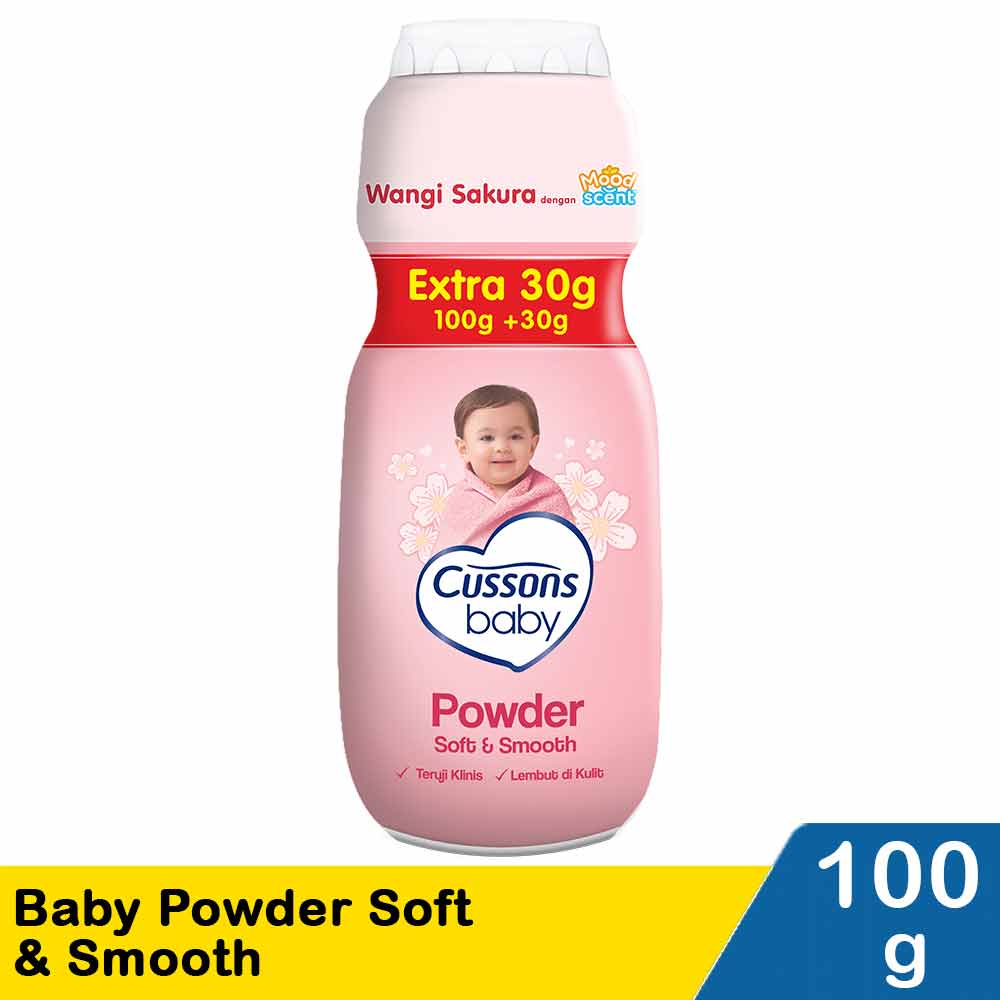 Wangi Sakura dengan Mood scent
Extra 30g
100g +30g
Cussons
baby
Powder
Soft & Smooth
✓ Teruji Klinis ✓ Lembut di Kulit
Baby Powder Soft
& Smooth
100
g